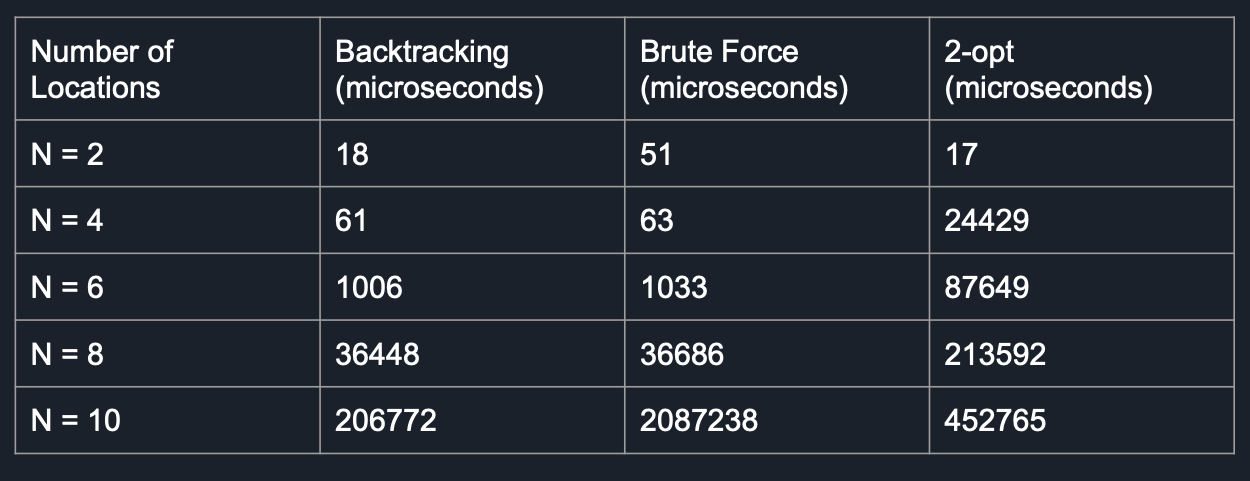 Number of Locations	Backtracking (microseconds)	Brute Force (microseconds)	2-opt (microseconds)
N = 2	18	51	17
N = 4	61	63	24429
N = 6	1006	1033	87649
N = 8	36448	36686	213592
N = 10	206772	2087238	452765